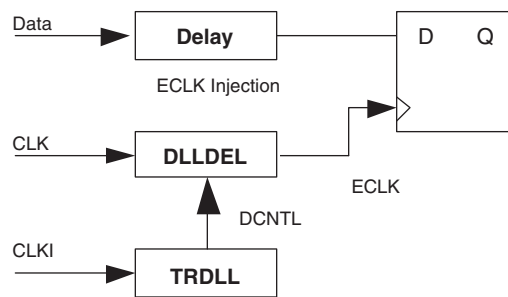 Data
Delay
D Q
ECLK Injection
CLK
DLLDEL
ECLK
DCNTL
CLKI
TRDLL